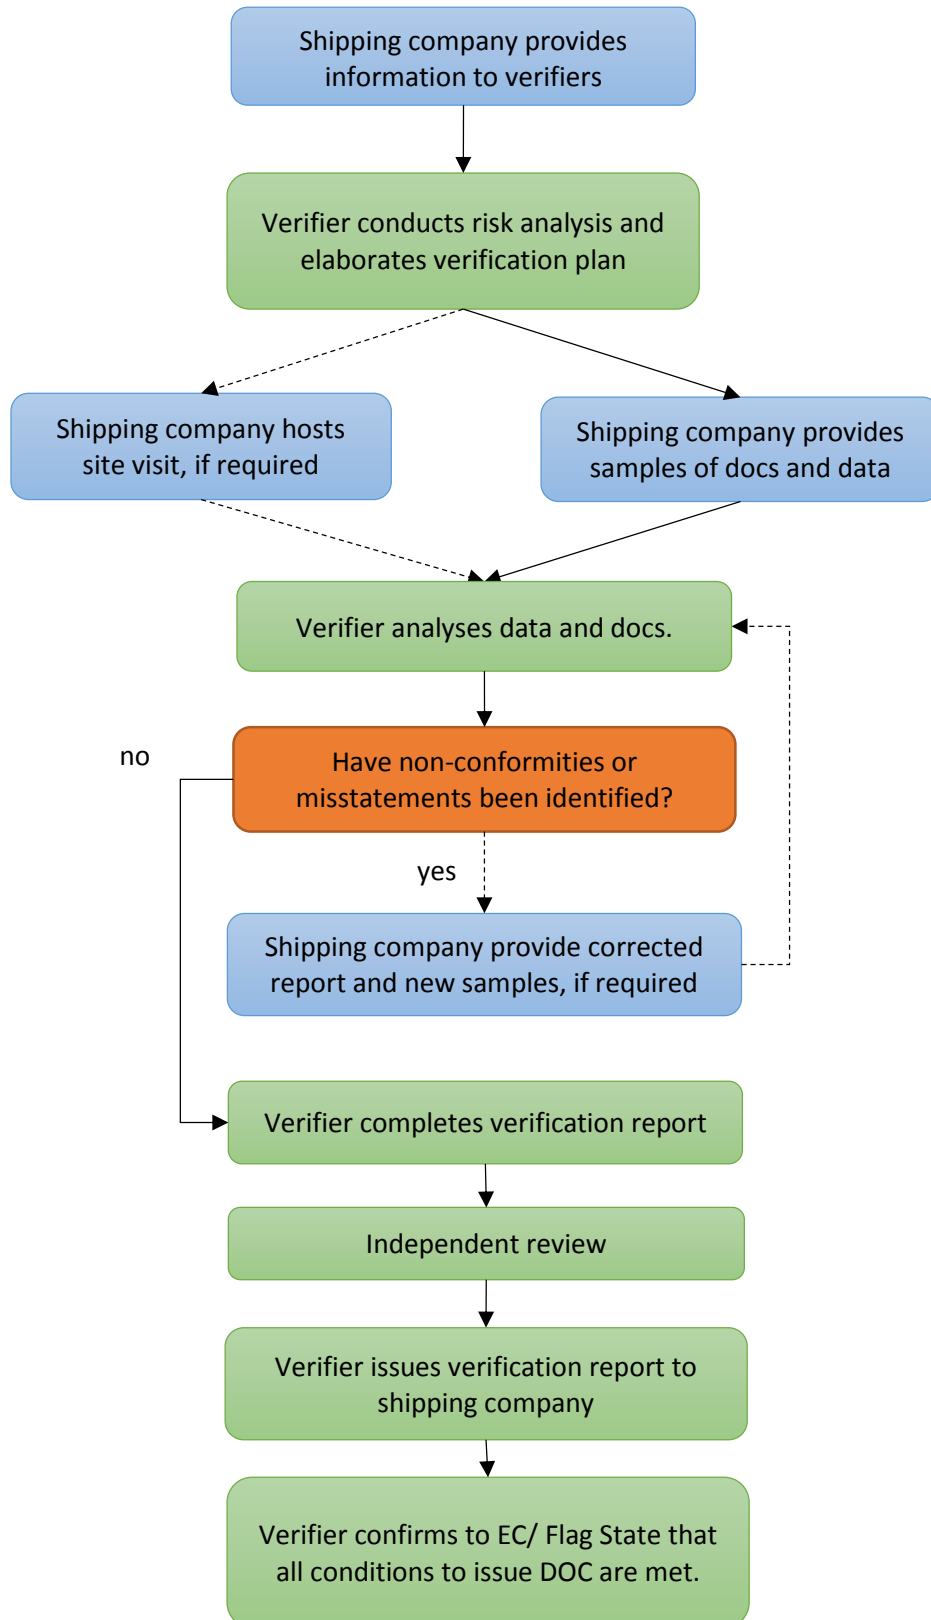 Shipping company provides
information to verifiers
Verifier conducts risk analysis and
elaborates verification plan
Shipping company hosts
site visit, if required
Shipping company provides
samples of docs and data
Verifier analyses data and docs.
no
Have non-conformities or
misstatements been identified?
yes
Shipping company provide corrected
report and new samples, if required
Verifier completes verification report
Independent review
Verifier issues verification report to
shipping company
Verifier confirms to EC/ Flag State that
all conditions to issue DOC are met.